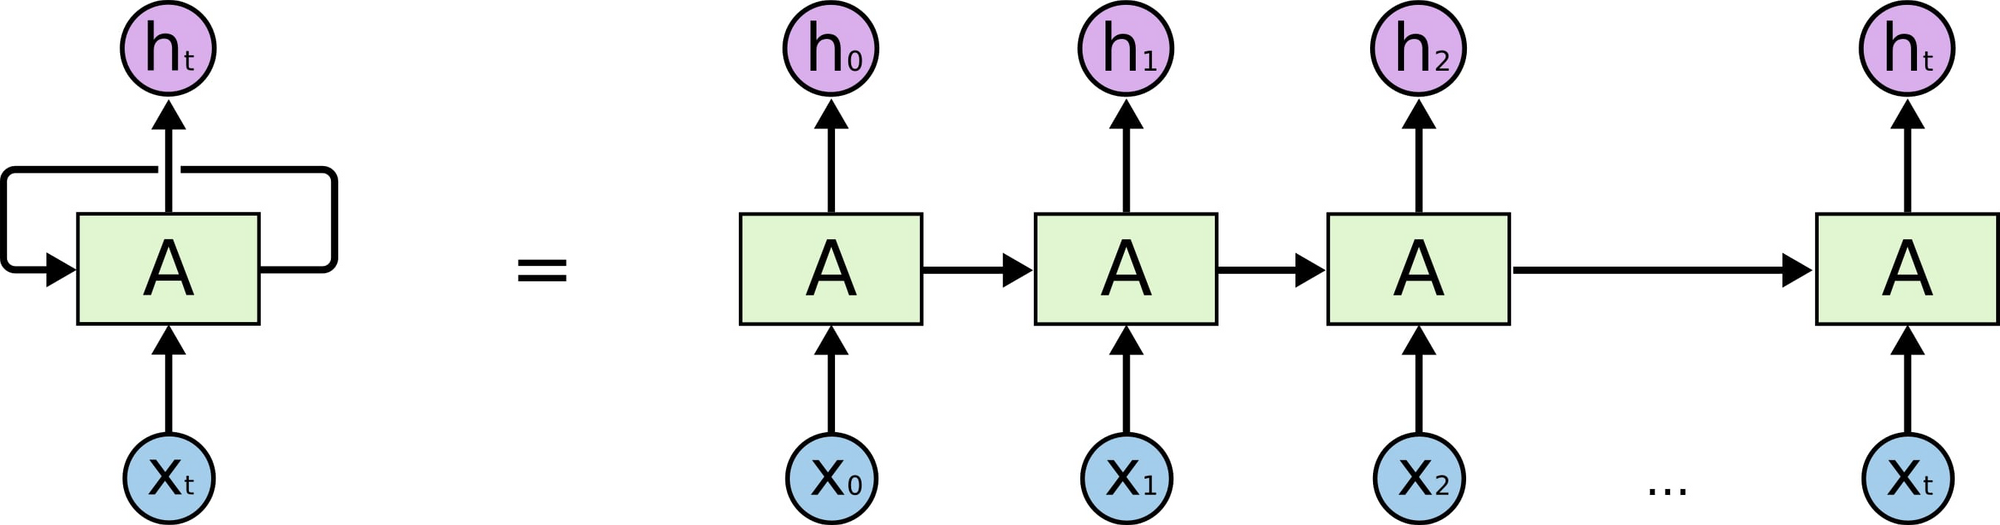 hₜ h₀ h₁ h₂ hₜ
A = A A A A
xₜ x₀ x₁ x₂ ... xₜ